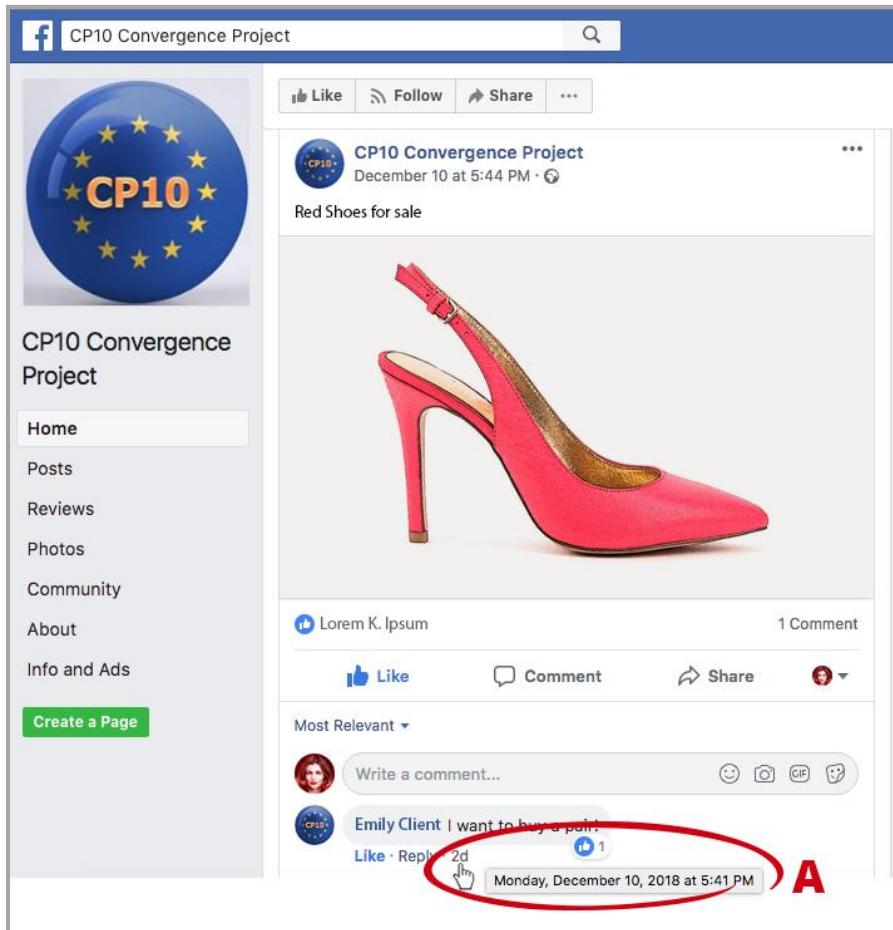 CP10 Convergence Project
Like
Follow
Share
CP10
CP10
CP10 Convergence Project
December 10 at 5:44 PM ·
Red Shoes for sale
CP10 Convergence
Project
Home
Posts
Reviews
Photos
Community
About
Info and Ads
Create a Page
Lorem K. Ipsum
1 Comment
Like
Comment
Share
Most Relevant
Write a comment...
GIF
CP10
Emily Client I want to buy a pair!
1
Like · Reply · 2d
Monday, December 10, 2018 at 5:41 PM
A